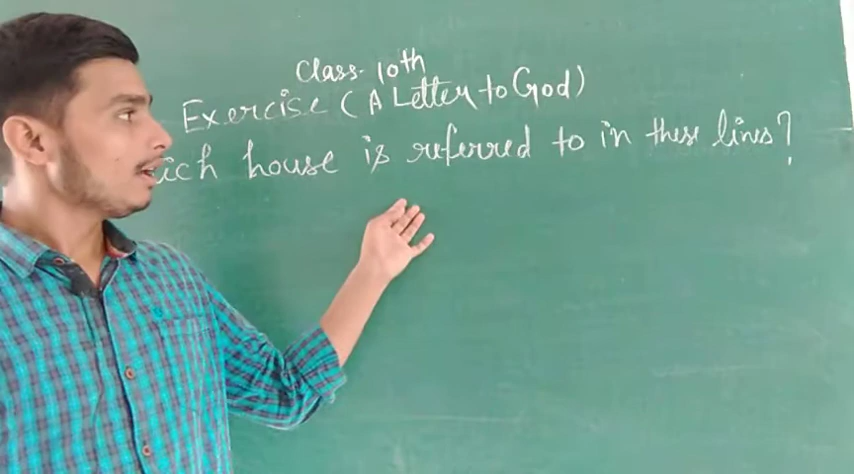 Class-10th
Exercise (A Letter to God)
ich house is referred to in these lines?